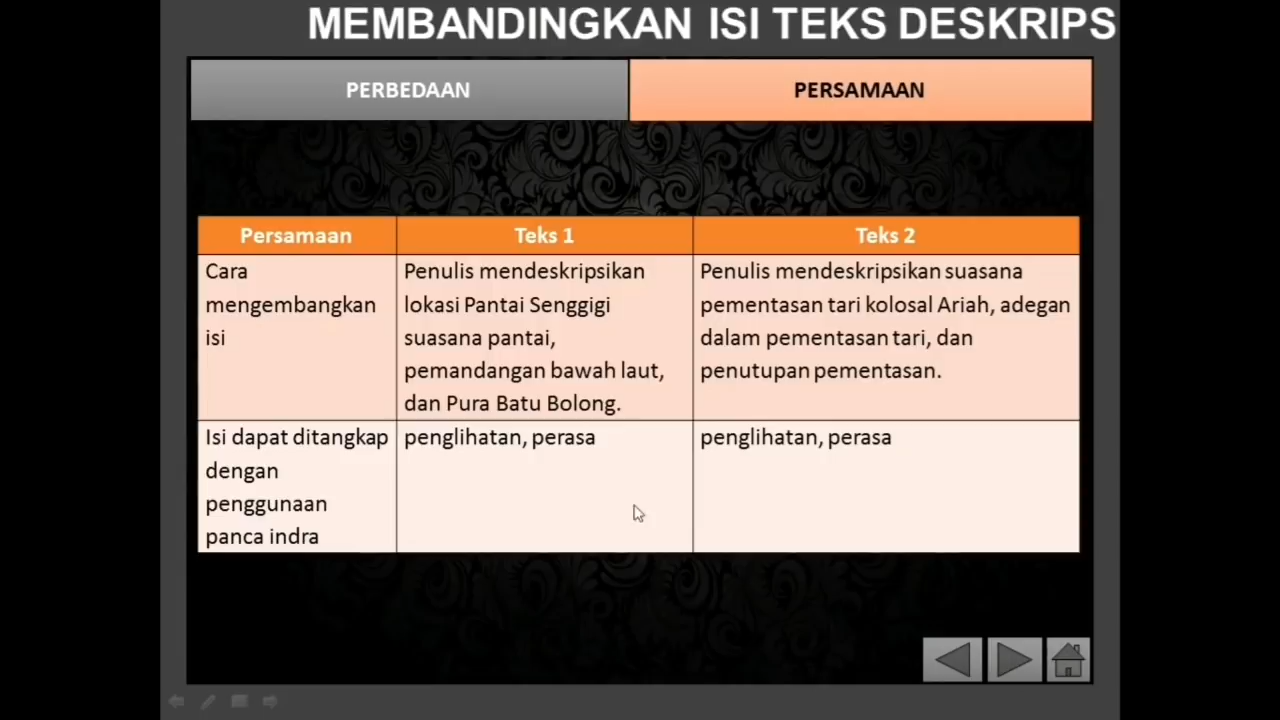 MEMBANDINGKAN ISI TEKS DESKRIPS
PERBEDAAN
PERSAMAAN
Persamaan
Teks 1
Teks 2
Cara
mengembangkan
isi
Penulis mendeskripsikan
lokasi Pantai Senggigi
suasana pantai,
pemandangan bawah laut,
dan Pura Batu Bolong.
Penulis mendeskripsikan suasana
pementasan tari kolosal Ariah, adegan
dalam pementasan tari, dan
penutupan pementasan.
Isi dapat ditangkap
dengan
penggunaan
panca indra
penglihatan, perasa
penglihatan, perasa